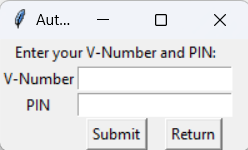 Aut...
Enter your V-Number and PIN:
V-Number
PIN
Submit Return